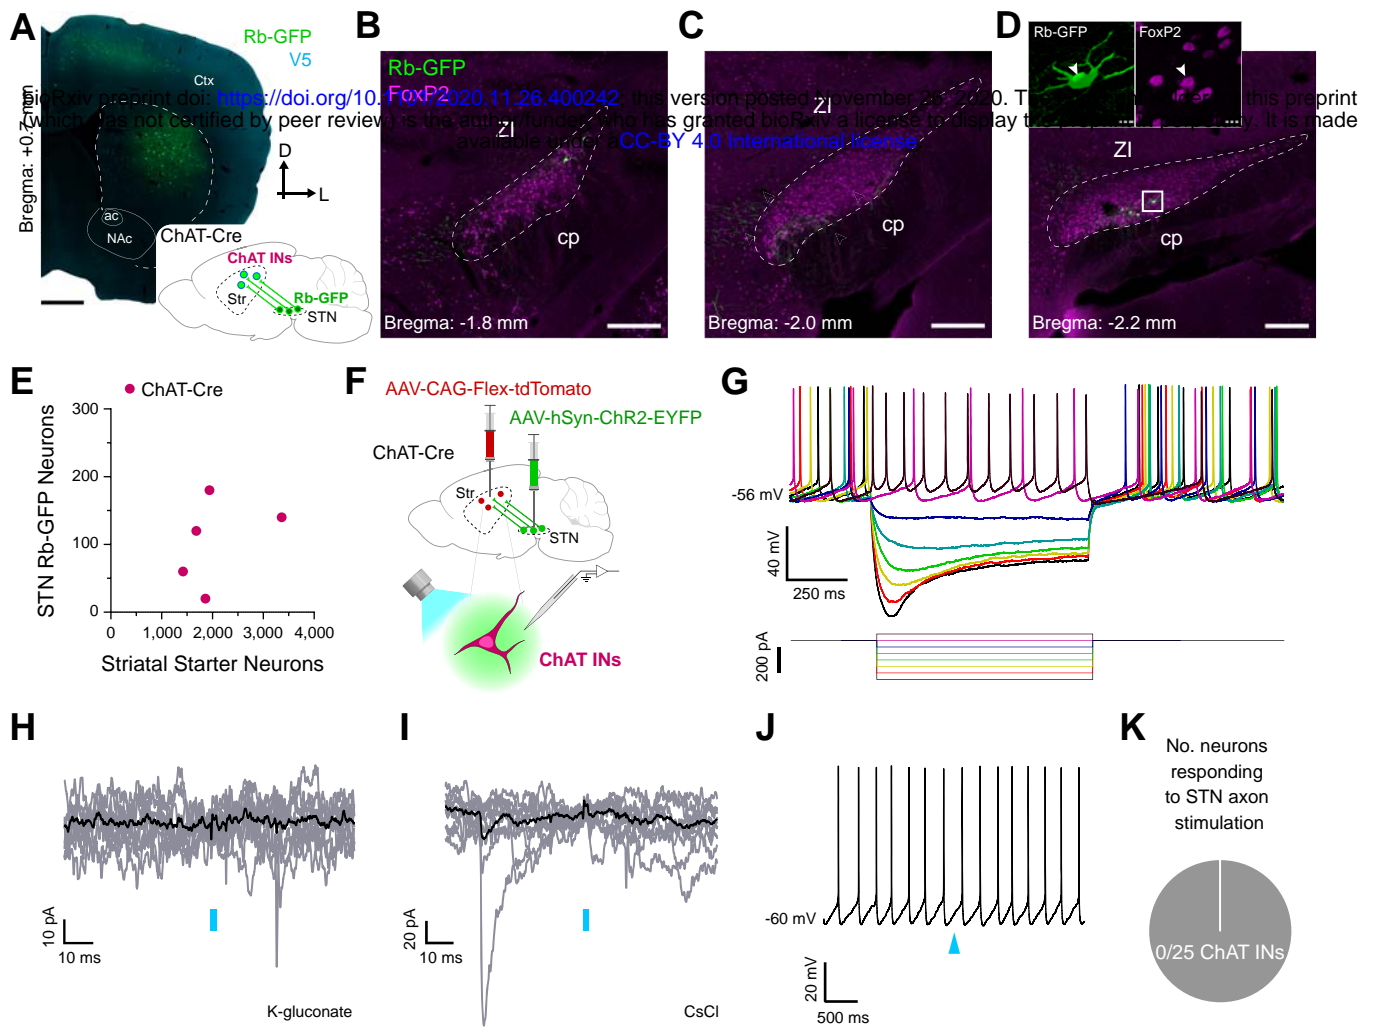 A
Rb-GFP
V5
Ctx
Bregma: +0.7 mm
D
L
ac
NAc
ChAT-Cre
ChAT INs
Str
Rb-GFP
STN
B
Rb-GFP
FoxP2
ZI
cp
Bregma: -1.8 mm
C
ZI
cp
Bregma: -2.0 mm
D
Rb-GFP
FoxP2
ZI
cp
Bregma: -2.2 mm
bioRxiv preprint doi: https://doi.org/10.1101/2020.11.26.400242; this version posted November 26, 2020. The copyright holder for this preprint
(which was not certified by peer review) is the author/funder, who has granted bioRxiv a license to display the preprint in perpetuity. It is made
available under aCC-BY 4.0 International license.
E
ChAT-Cre
STN Rb-GFP Neurons
300
200
100
0
0 1,000 2,000 3,000 4,000
Striatal Starter Neurons
F
AAV-CAG-Flex-tdTomato
AAV-hSyn-ChR2-EYFP
ChAT-Cre
Str
STN
ChAT INs
G
-56 mV
40 mV
250 ms
200 pA
H
10 pA
10 ms
K-gluconate
I
20 pA
10 ms
CsCl
J
-60 mV
20 mV
500 ms
K
No. neurons
responding
to STN axon
stimulation
0/25 ChAT INs